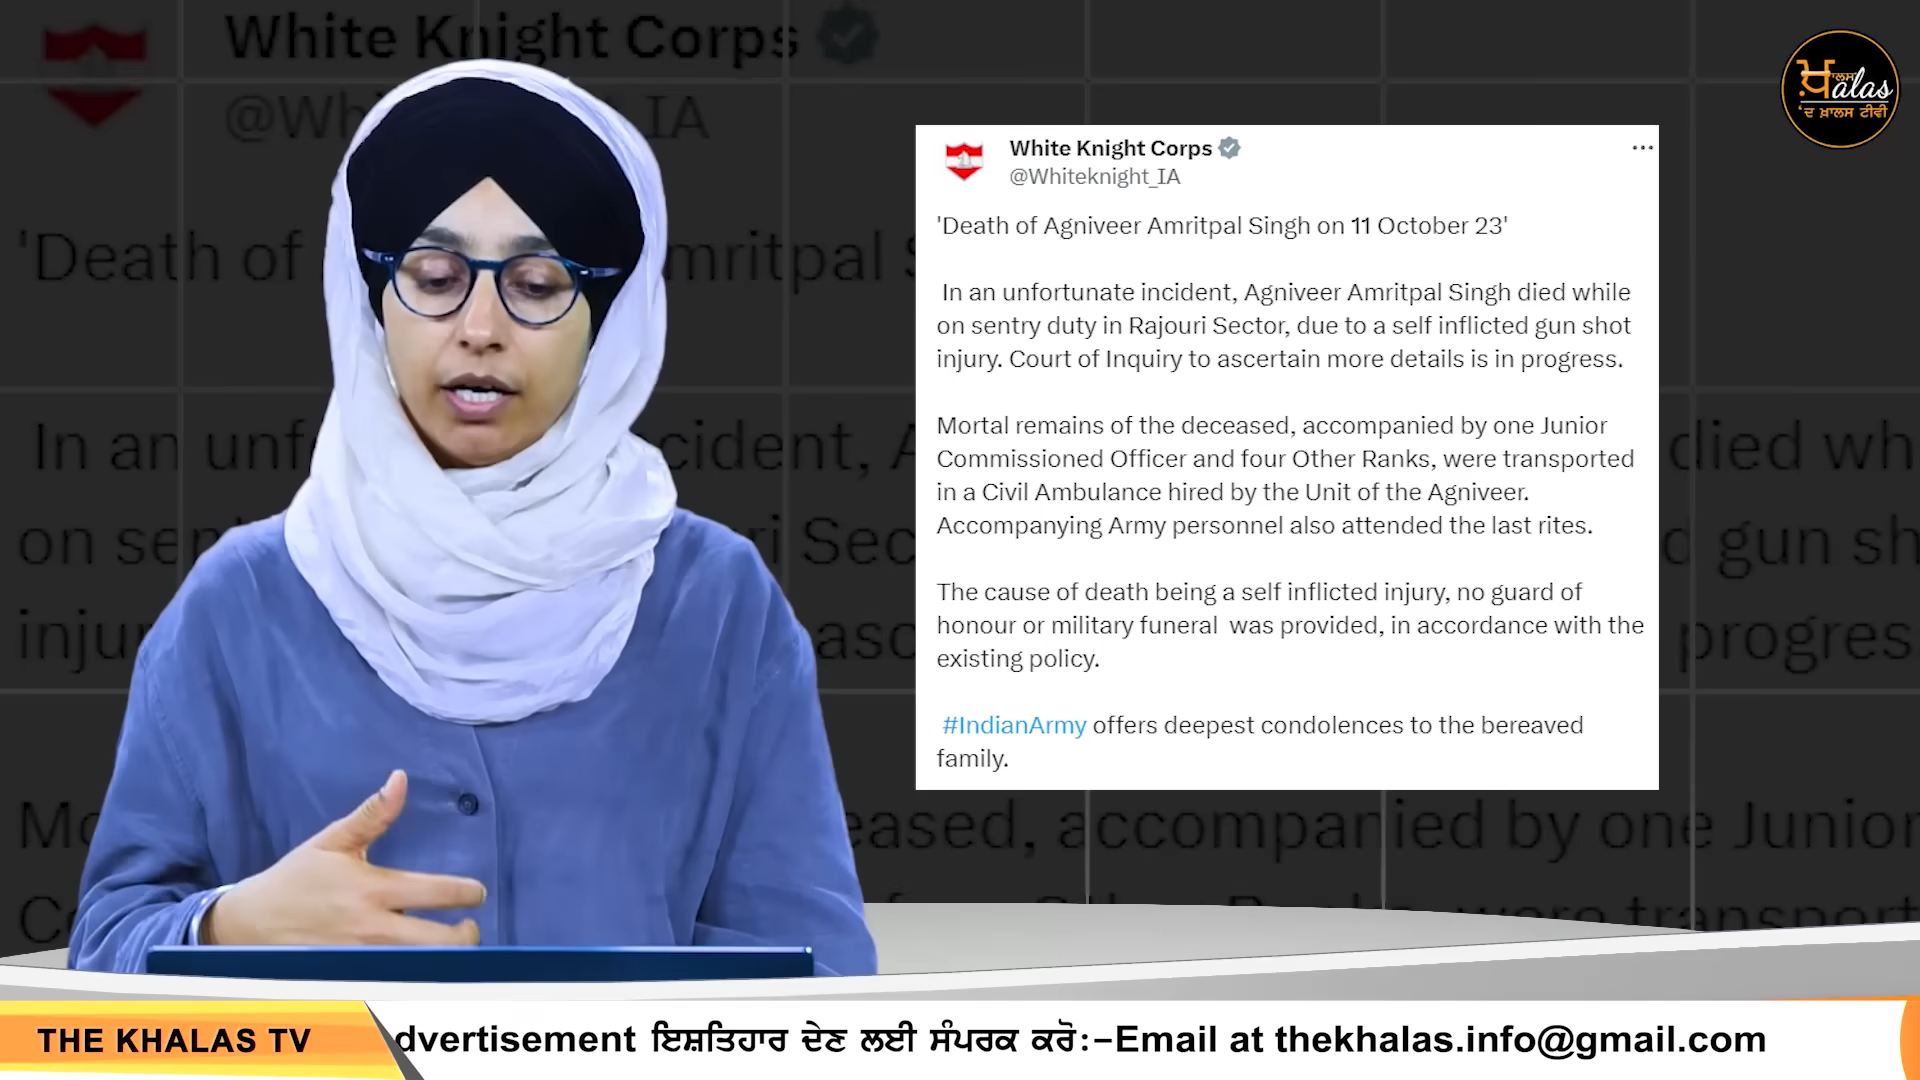 White Knight Corps
@Whiteknight_IA
'Death of Agniveer Amritpal Singh on 11 October 23'
In an unfortunate incident, Agniveer Amritpal Singh died while
on sentry duty in Rajouri Sector, due to a self inflicted gun shot
injury. Court of Inquiry to ascertain more details is in progress.
Mortal remains of the deceased, accompanied by one Junior
Commissioned Officer and four Other Ranks, were transported
in a Civil Ambulance hired by the Unit of the Agniveer.
Accompanying Army personnel also attended the last rites.
The cause of death being a self inflicted injury, no guard of
honour or military funeral was provided, in accordance with the
existing policy.
#IndianArmy offers deepest condolences to the bereaved
family.
ਖ਼ਾਲਸ
Khalas
'ਦ ਖ਼ਾਲਸ ਟੀਵੀ
White Knight Corps
THE KHALAS TV
dvertisement ਇਸ਼ਤਿਹਾਰ ਦੇਣ ਲਈ ਸੰਪਰਕ ਕਰੋ:-Email at thekhalas.info@gmail.com